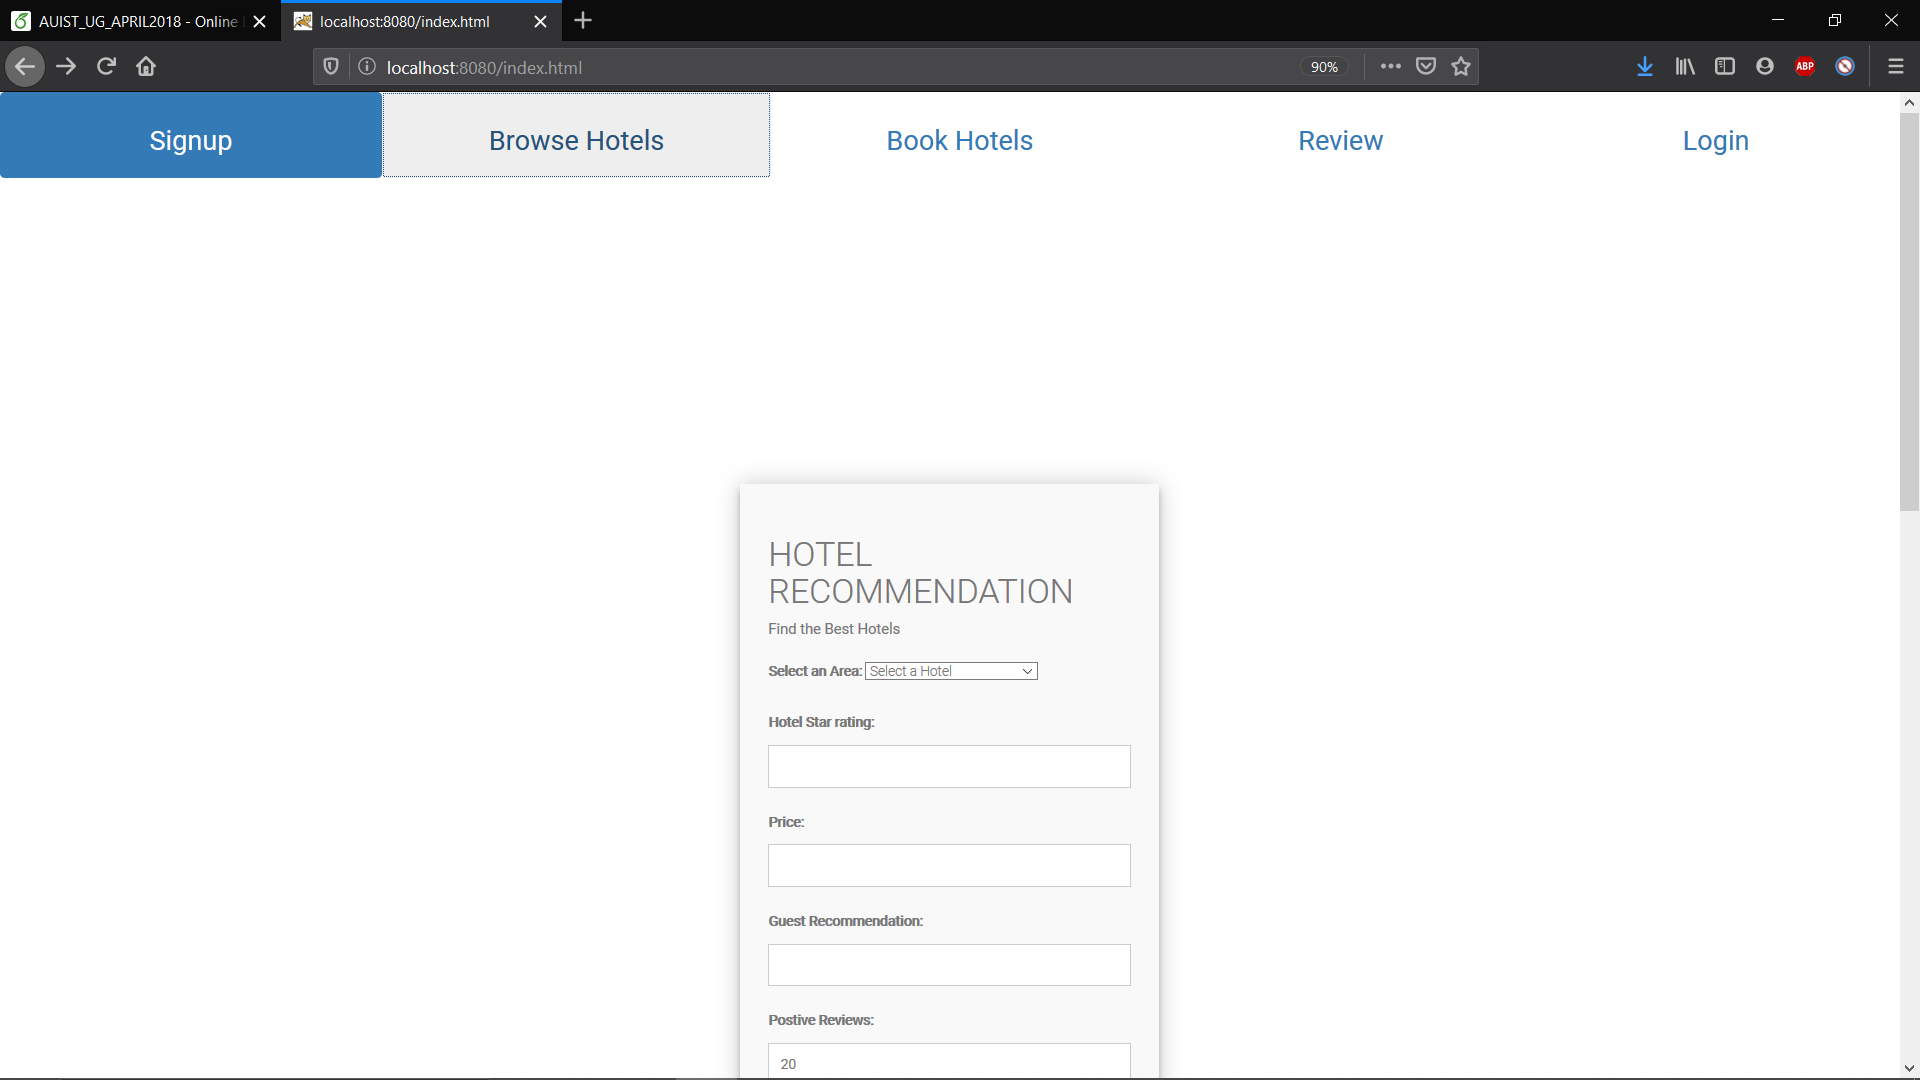 AUIST_UG_APRIL2018 - Online
localhost:8080/index.html
localhost:8080/index.html
90%
ABP
Signup
Browse Hotels
Book Hotels
Review
Login
HOTEL
RECOMMENDATION
Find the Best Hotels
Select an Area: Select a Hotel
Hotel Star rating:
Price:
Guest Recommendation:
Postive Reviews:
20